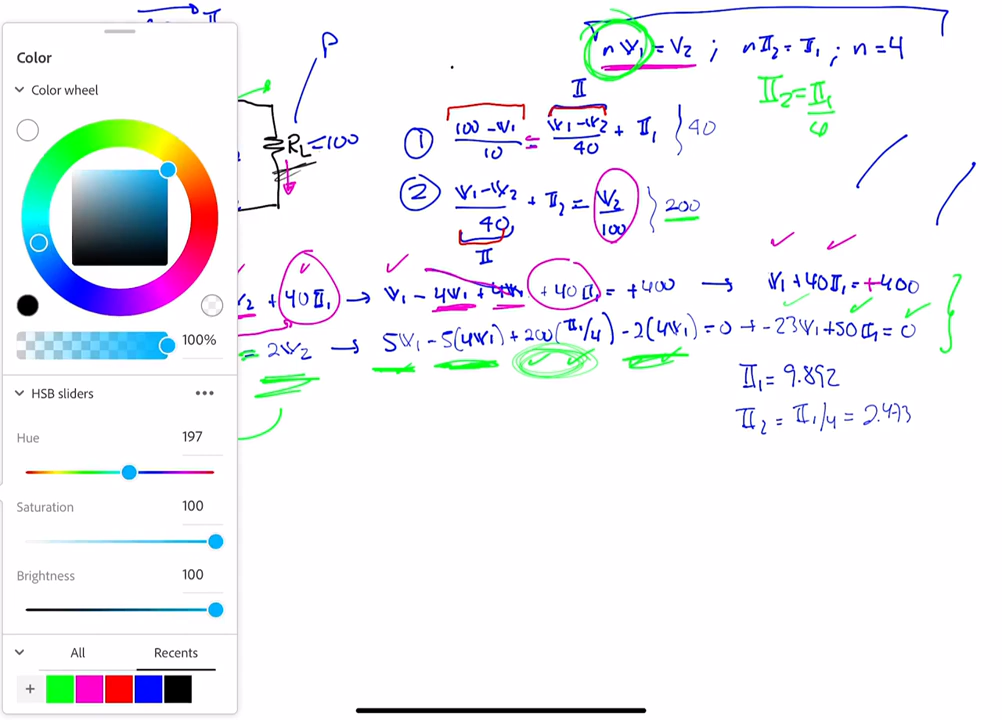 Color
Color wheel
100%
HSB sliders
Hue 197
Saturation 100
Brightness 100
All Recents
+
P
R_L=100
nV₁=V₂ ; nI₂=I₁ ; n=4
I₂=I₁
I
① 100-V₁/10 = V₁-V₂/40 + I₁ } 40
② V₁-V₂/40 + I₂ = V₂/100 } 200
I
V₂ + 40I₁ → V₁ - 4V₁ + 4V₁ + 40I₁ = +400 → V₁ + 40I₁ = +400
= 2V₂ → 5V₁ - 5(4V₁) + 200(I₁/4) - 2(4V₁) = 0 → -23V₁ + 50I₁ = 0
I₁ = 9.892
I₂ = I₁/4 = 2.473